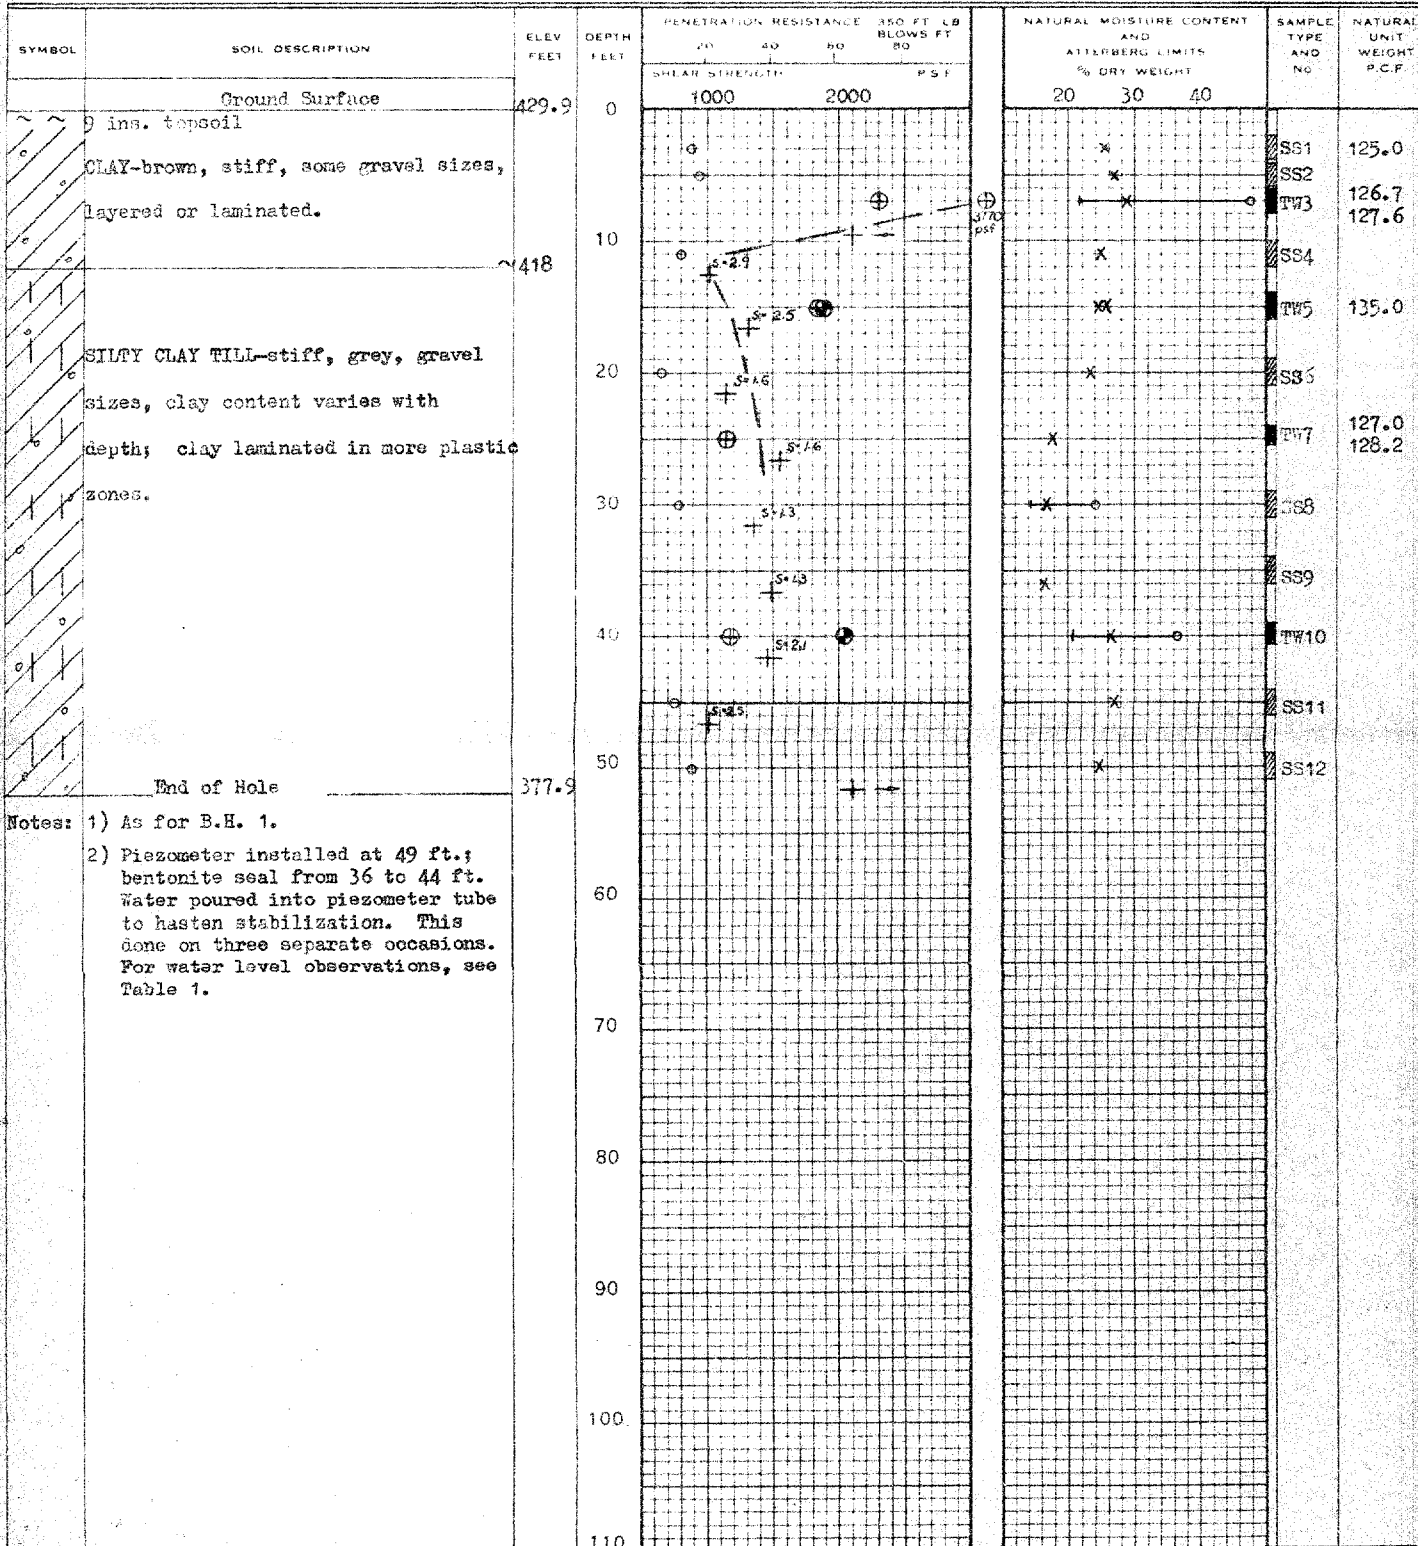 SYMBOL
SOIL DESCRIPTION
ELEV
FEET
DEPTH
FEET
PENETRATION RESISTANCE 350 FT LB
BLOWS FT
20 40 60 80
SHEAR STRENGTH P S F
1000 2000
NATURAL MOISTURE CONTENT
AND
ATTERBERG LIMITS
% DRY WEIGHT
20 30 40
SAMPLE
TYPE
AND
NO
NATURAL
UNIT
WEIGHT
P.C.F
Ground Surface
429.9
0
9 ins. topsoil
CLAY-brown, stiff, some gravel sizes,
layered or laminated.
~418
SILTY CLAY TILL-stiff, grey, gravel
sizes, clay content varies with
depth; clay laminated in more plastic
zones.
End of Hole
377.9
Notes: 1) As for B.H. 1.
2) Piezometer installed at 49 ft.;
bentonite seal from 36 to 44 ft.
Water poured into piezometer tube
to hasten stabilization. This
done on three separate occasions.
For water level observations, see
Table 1.
10
20
30
40
50
60
70
80
90
100
110
3770
psf
S=2.9
S=2.5
S=1.6
S=1.6
S=1.3
S=1.3
S=2.1
S=2.5
SS1 125.0
SS2
TW3 126.7
127.6
SS4
TW5 135.0
SS6
TW7 127.0
128.2
SS8
SS9
TW10
SS11
SS12